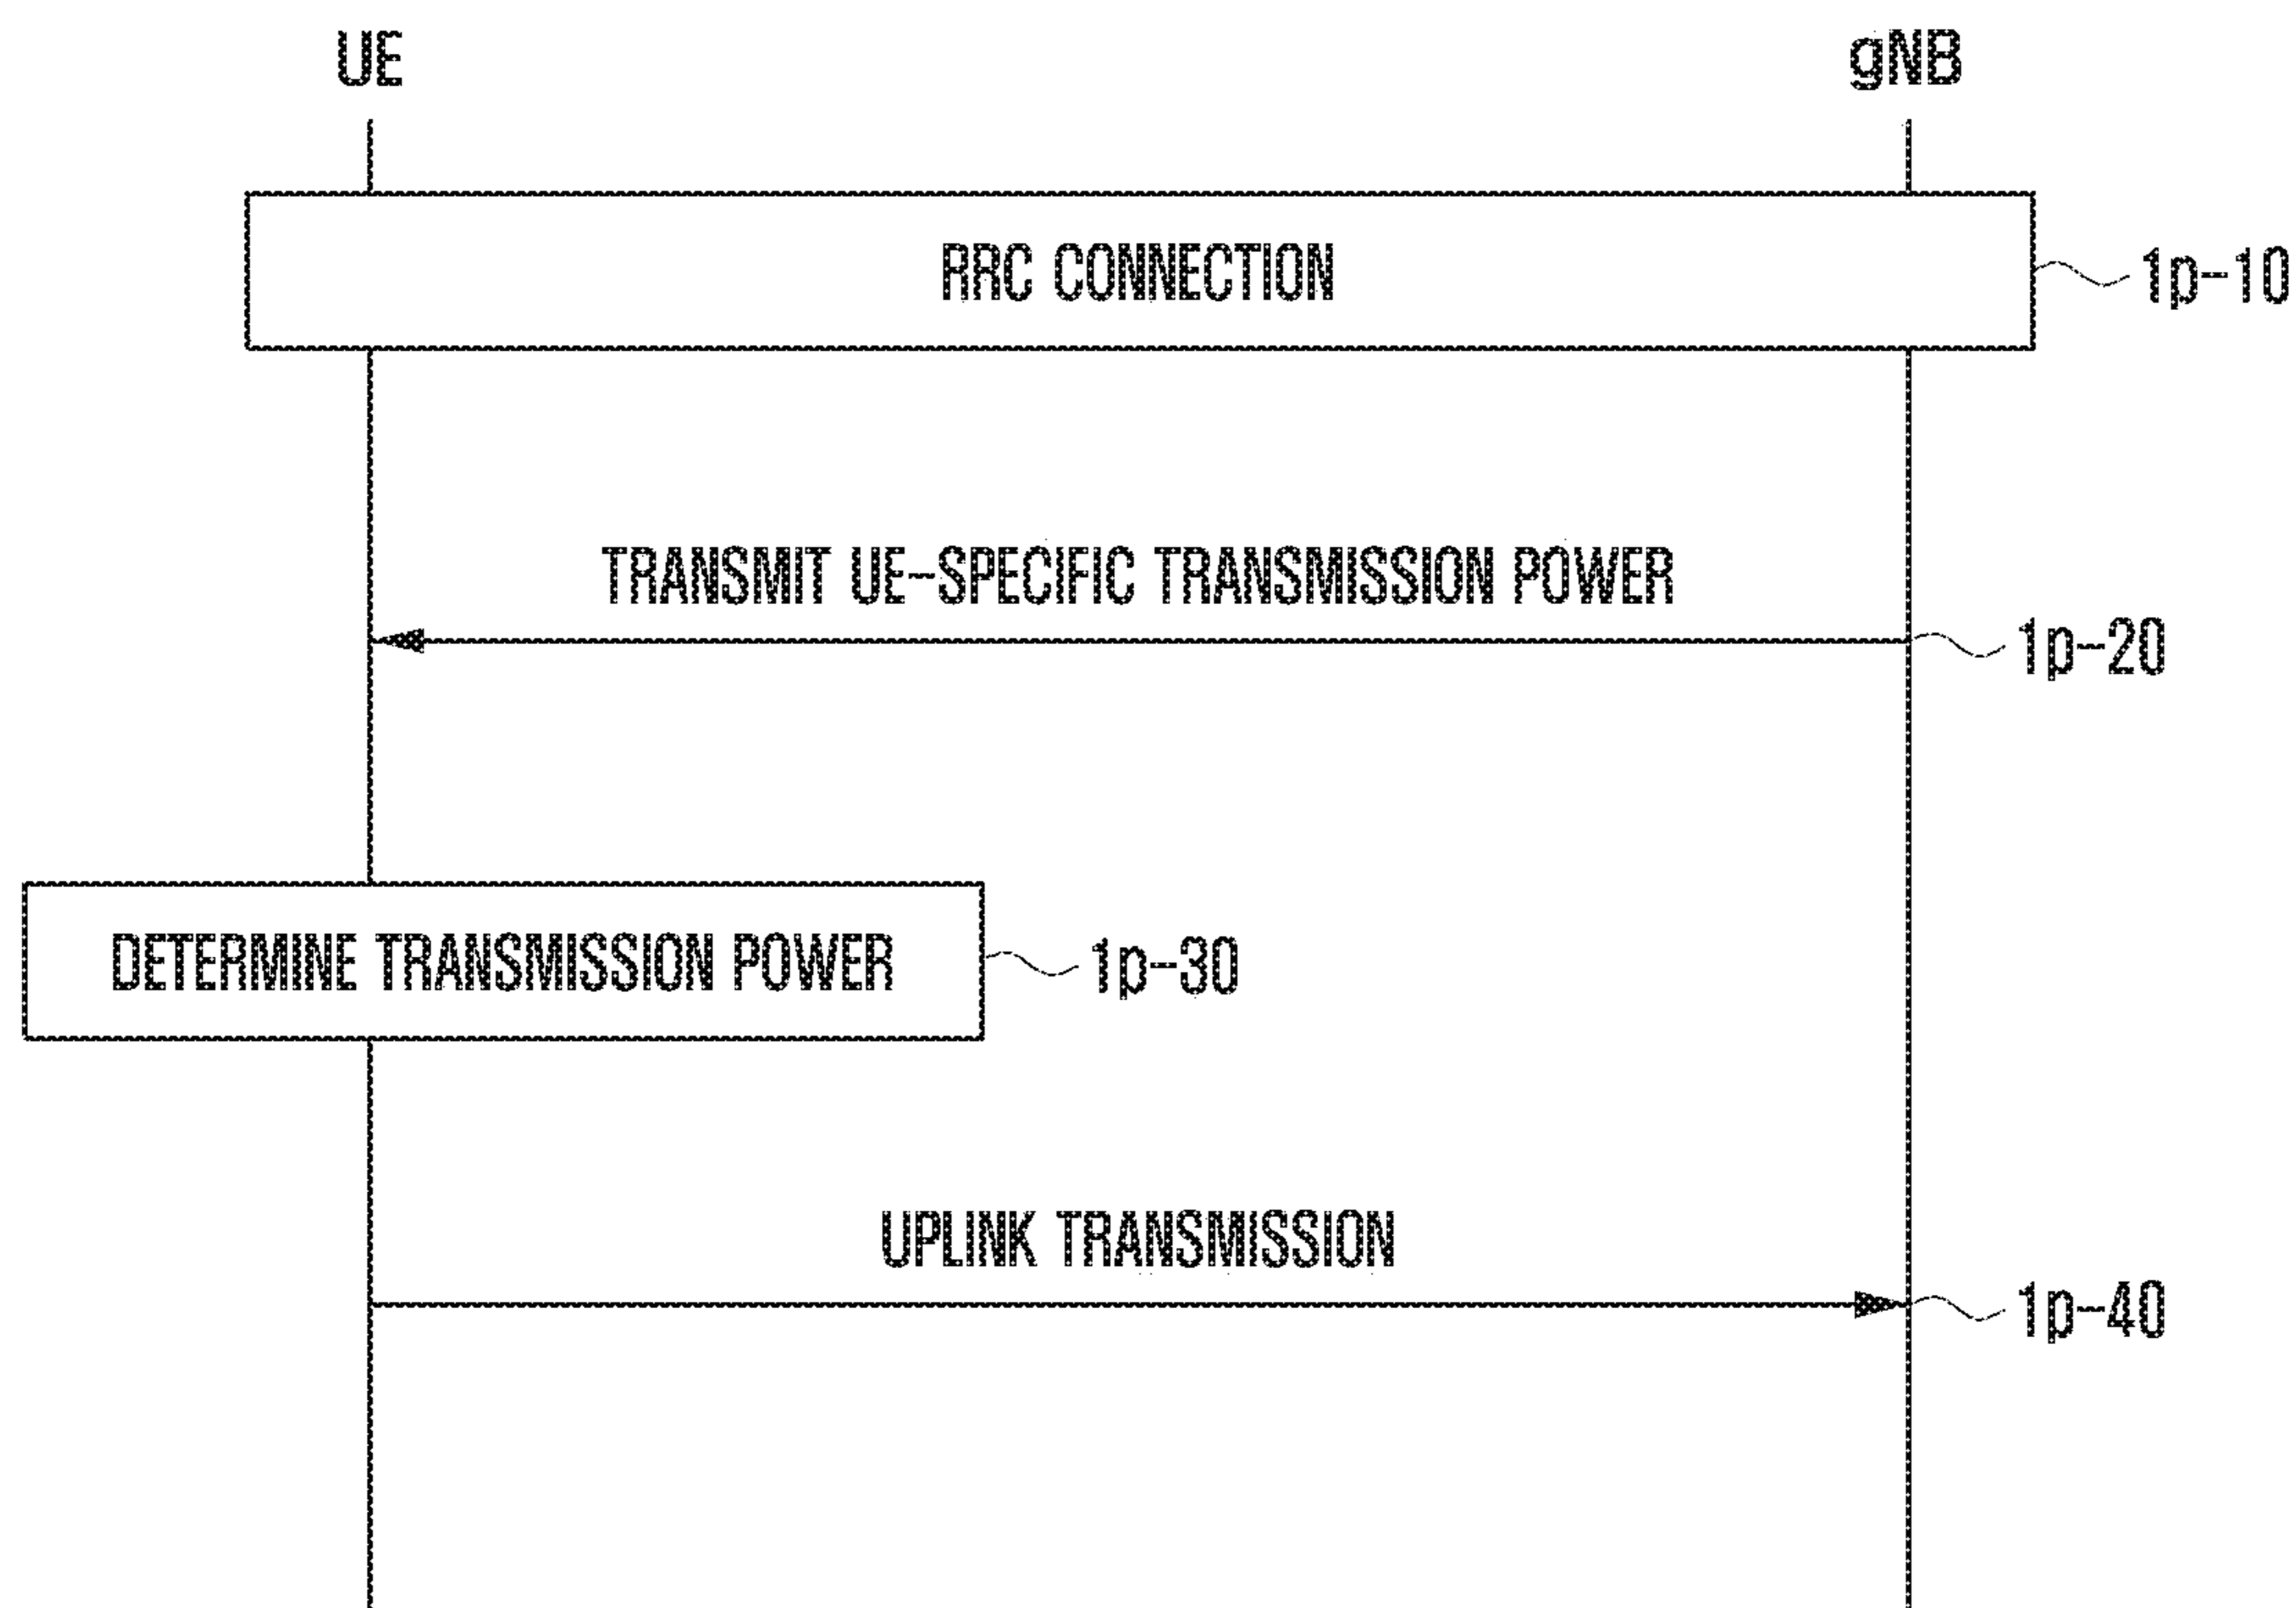 UE gNB
RRC CONNECTION 1p-10
TRANSMIT UE-SPECIFIC TRANSMISSION POWER
1p-20
DETERMINE TRANSMISSION POWER 1p-30
UPLINK TRANSMISSION
1p-40